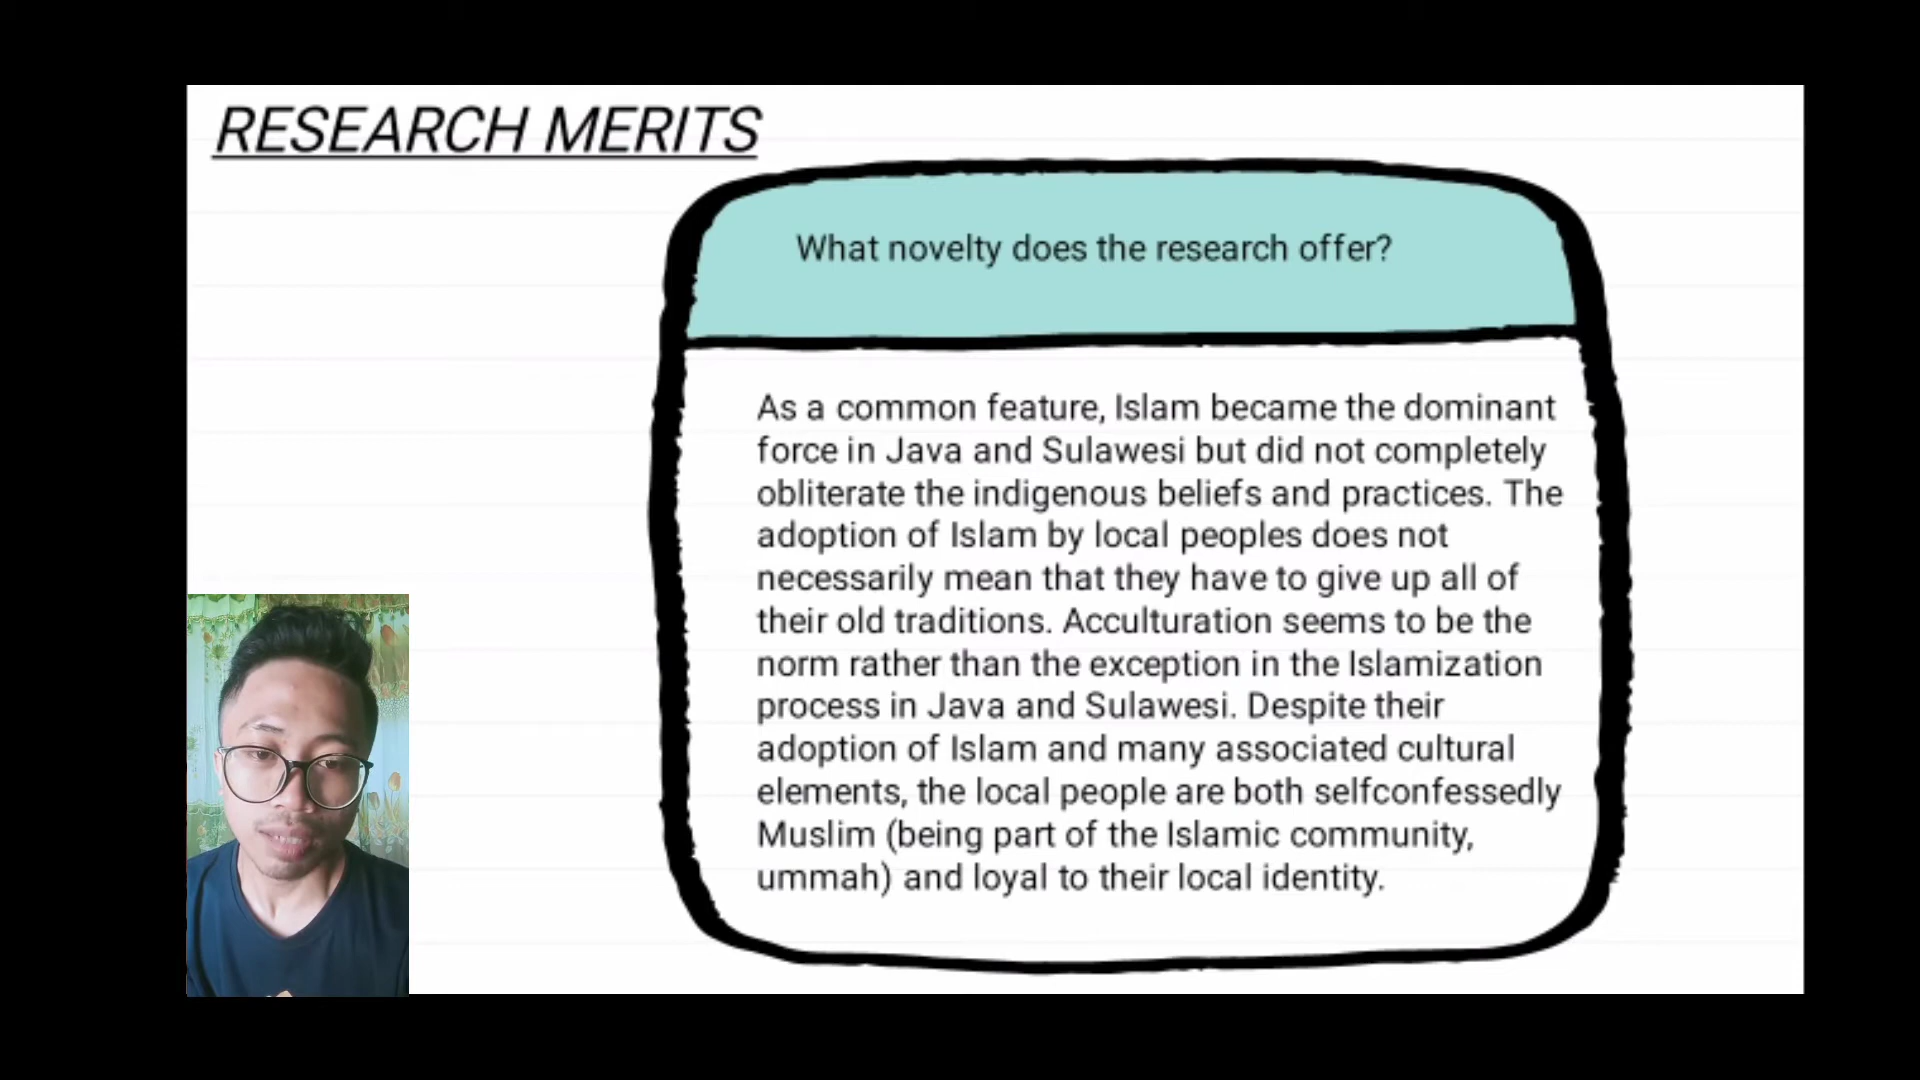 RESEARCH MERITS
What novelty does the research offer?
As a common feature, Islam became the dominant
force in Java and Sulawesi but did not completely
obliterate the indigenous beliefs and practices. The
adoption of Islam by local peoples does not
necessarily mean that they have to give up all of
their old traditions. Acculturation seems to be the
norm rather than the exception in the Islamization
process in Java and Sulawesi. Despite their
adoption of Islam and many associated cultural
elements, the local people are both selfconfessedly
Muslim (being part of the Islamic community,
ummah) and loyal to their local identity.